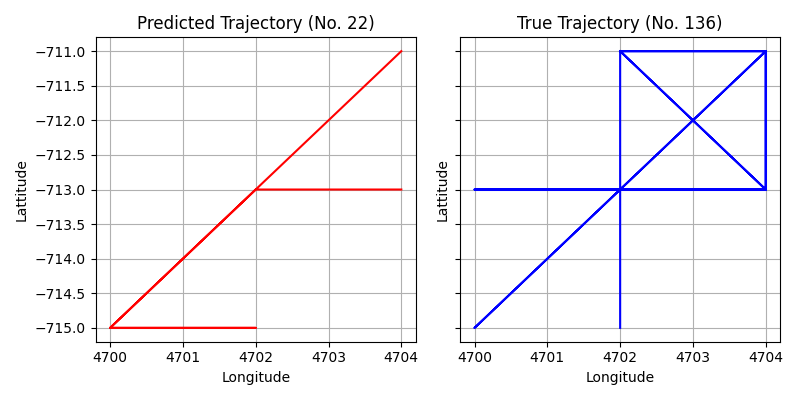 Predicted Trajectory (No. 22)
True Trajectory (No. 136)
Lattitude
−711.0
−711.5
−712.0
−712.5
−713.0
−713.5
−714.0
−714.5
−715.0
4700 4701 4702 4703 4704
Longitude
Lattitude
4700 4701 4702 4703 4704
Longitude